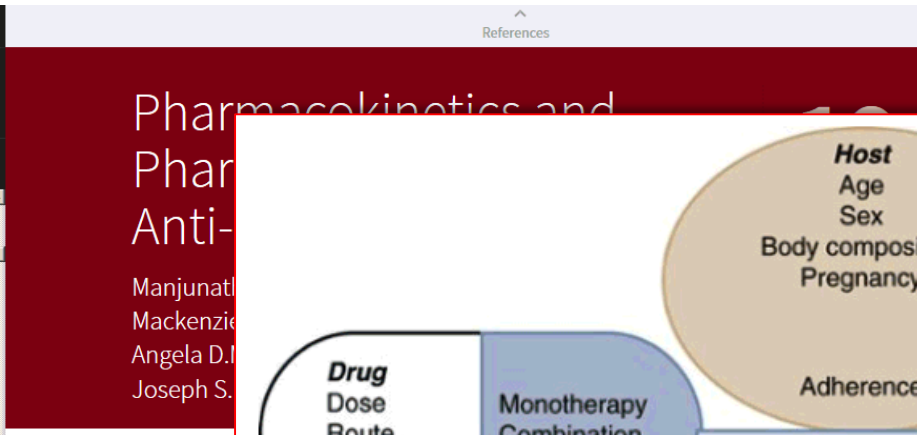 References
Pharmacokinetics and
Phar
Anti-
Manjunat
Mackenzie
Angela D.
Joseph S.
Host
Age
Sex
Body composi
Pregnancy
Adherence
Drug
Dose
Route
Monotherapy
Combination